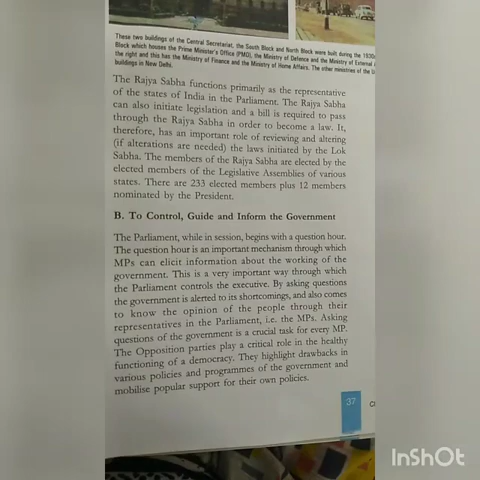 These two buildings of the Central Secretariat, the South Block and North Block were built during the 1930s
Block which houses the Prime Minister's Office (PMO), the Ministry of Defence and the Ministry of External
the right and this has the Ministry of Finance and the Ministry of Home Affairs. The other ministries of the
buildings in New Delhi.
The Rajya Sabha functions primarily as the representative
of the states of India in the Parliament. The Rajya Sabha
can also initiate legislation and a bill is required to pass
through the Rajya Sabha in order to become a law. It,
therefore, has an important role of reviewing and altering
(if alterations are needed) the laws initiated by the Lok
Sabha. The members of the Rajya Sabha are elected by the
elected members of the Legislative Assemblies of various
states. There are 233 elected members plus 12 members
nominated by the President.
B. To Control, Guide and Inform the Government
The Parliament, while in session, begins with a question hour.
The question hour is an important mechanism through which
MPs can elicit information about the working of the
government. This is a very important way through which
the Parliament controls the executive. By asking questions
the government is alerted to its shortcomings, and also comes
to know the opinion of the people through their
representatives in the Parliament, i.e. the MPs. Asking
questions of the government is a crucial task for every MP.
The Opposition parties play a critical role in the healthy
functioning of a democracy. They highlight drawbacks in
various policies and programmes of the government and
mobilise popular support for their own policies.
37
InShOt